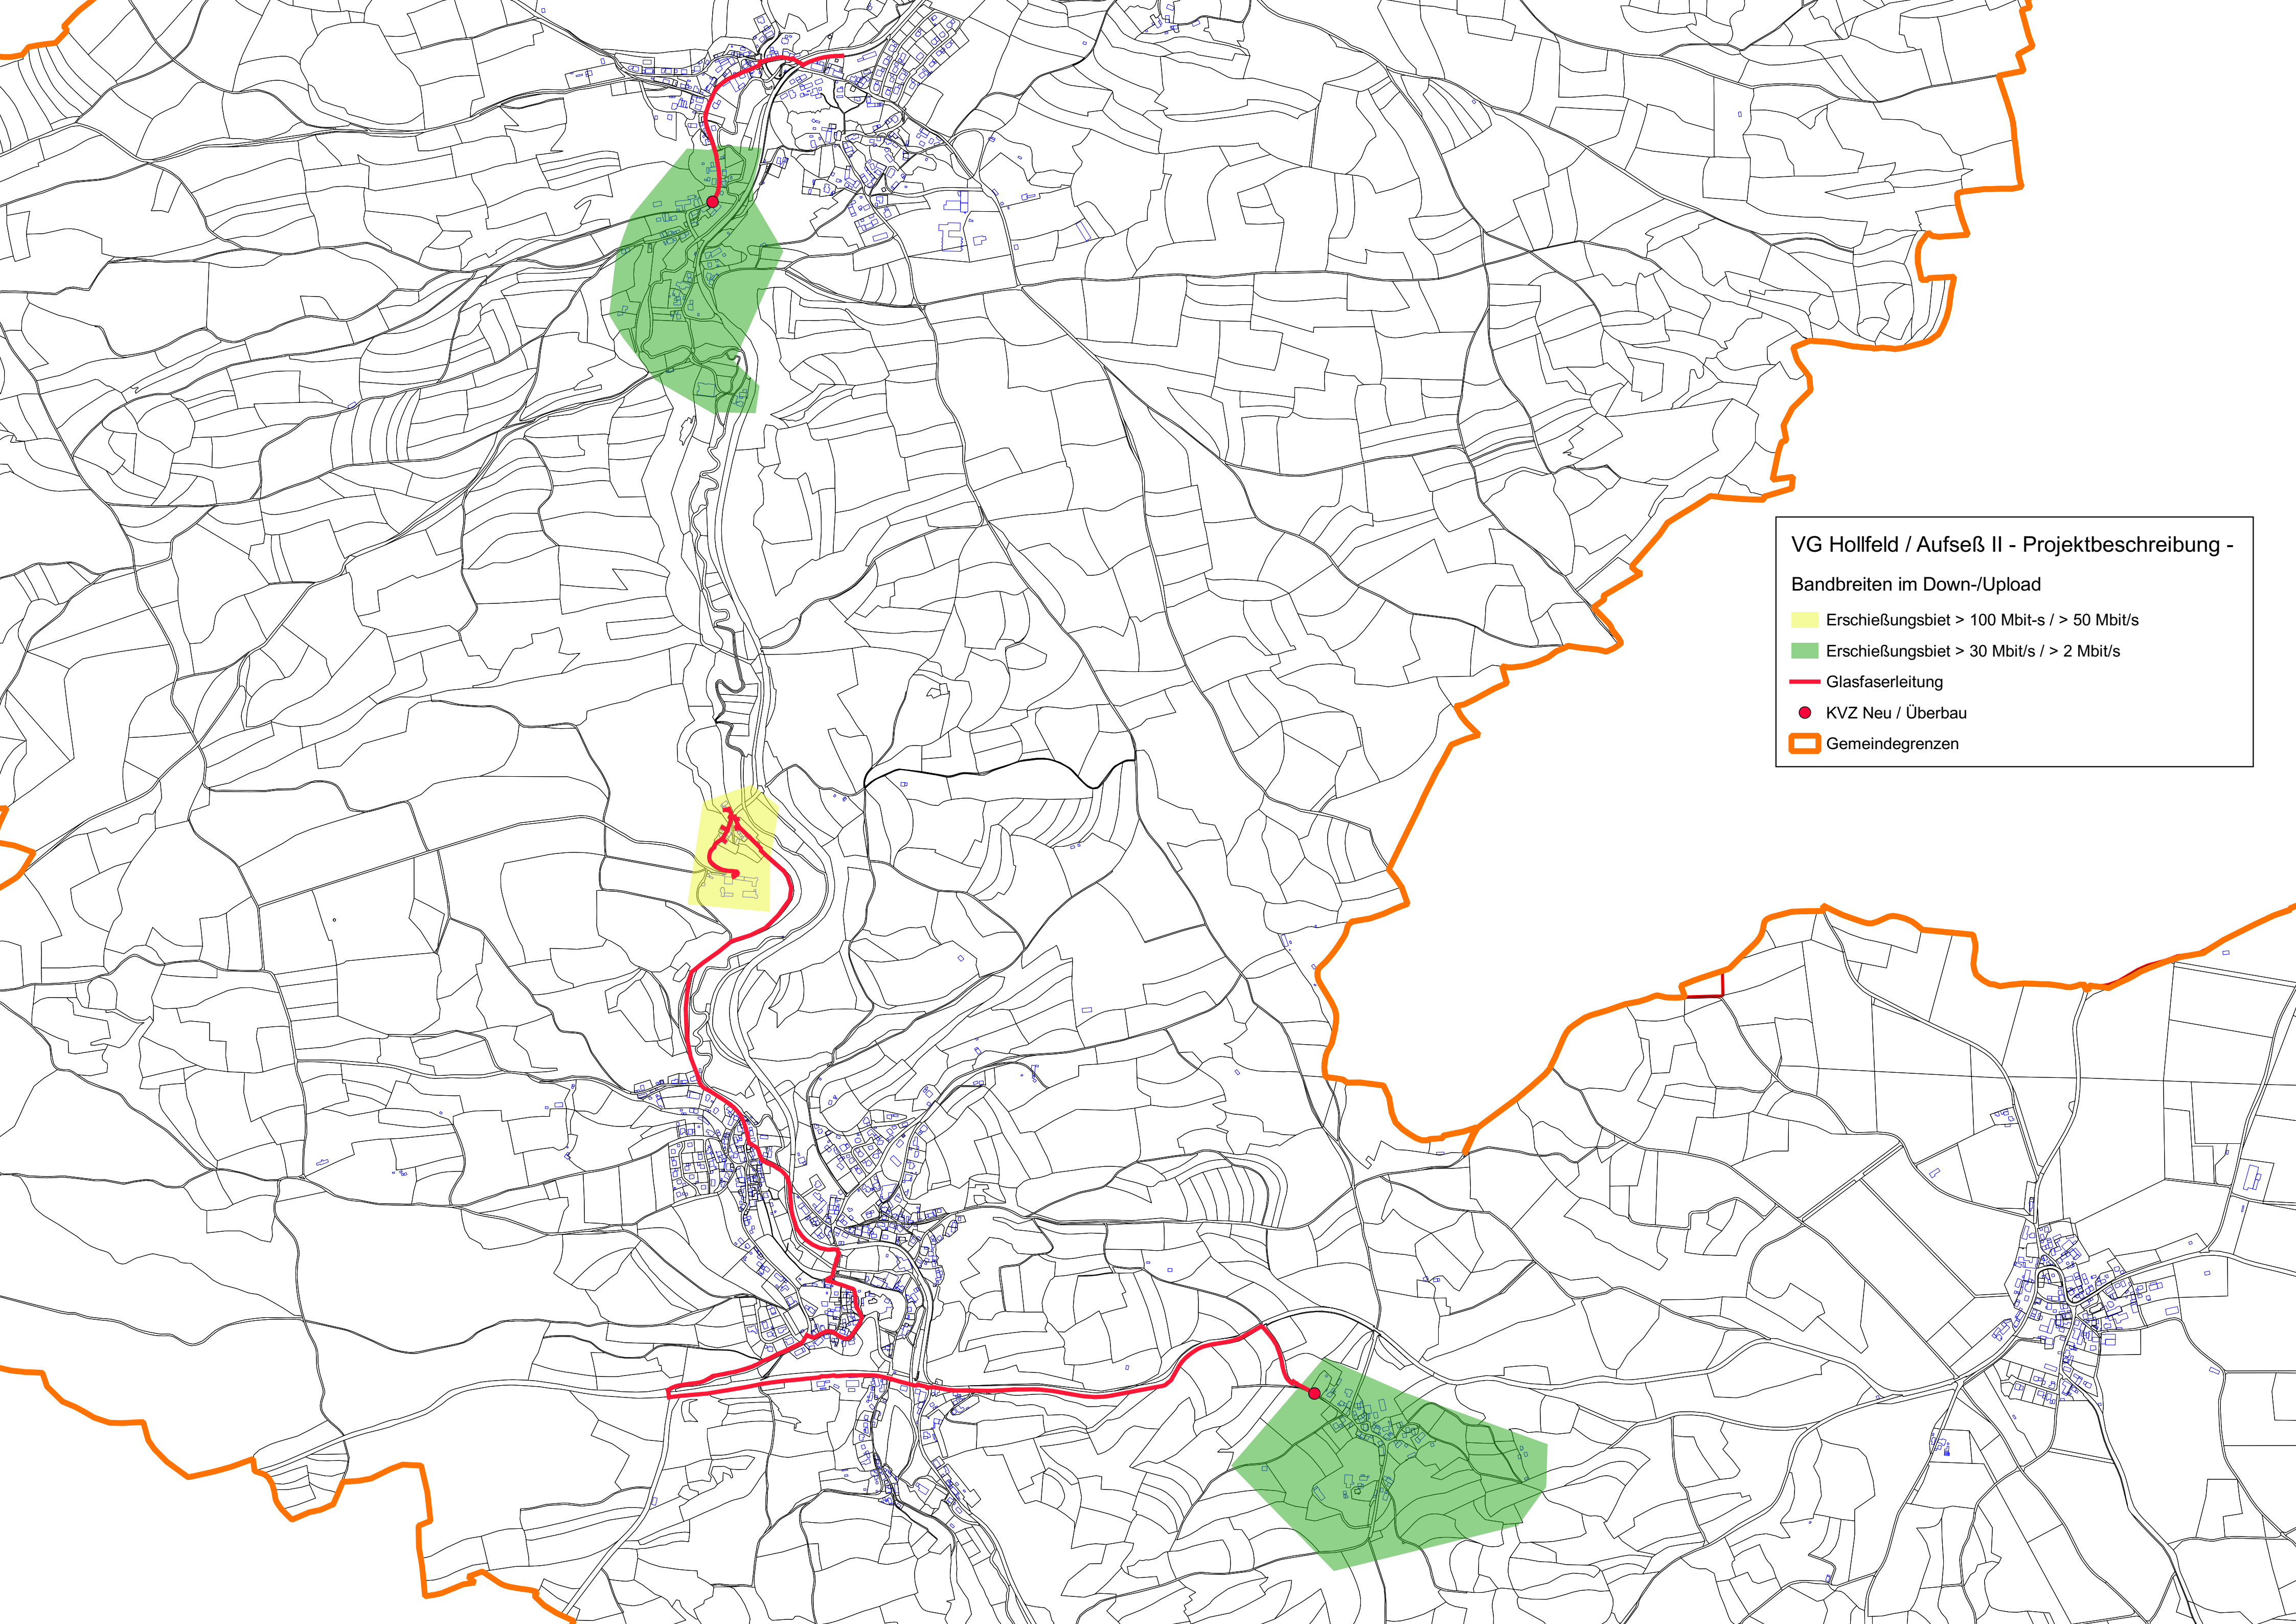 VG Hollfeld / Aufseß II - Projektbeschreibung -
Bandbreiten im Down-/Upload
Erschießungsbiet > 100 Mbit-s / > 50 Mbit/s
Erschießungsbiet > 30 Mbit/s / > 2 Mbit/s
Glasfaserleitung
KVZ Neu / Überbau
Gemeindegrenzen